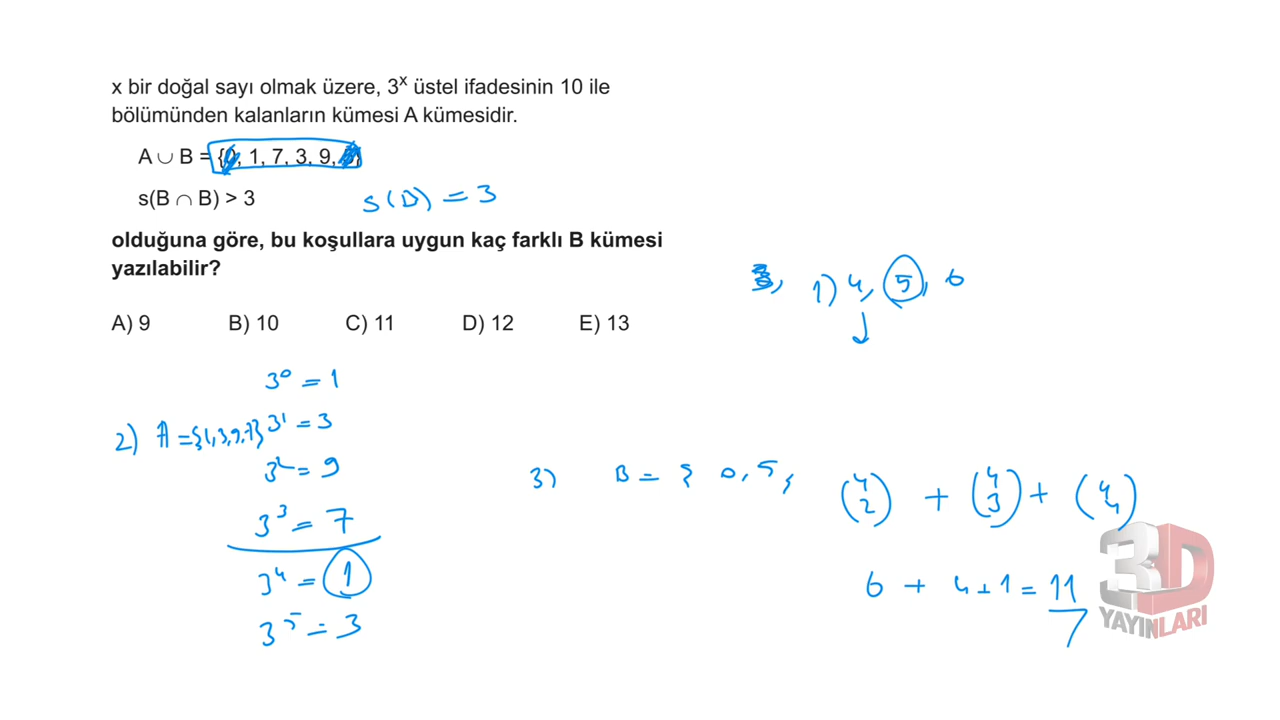 x bir doğal sayı olmak üzere, 3ˣ üstel ifadesinin 10 ile
bölümünden kalanların kümesi A kümesidir.
A ∪ B = {0, 1, 7, 3, 9, }
s(B ∩ B) > 3 s(B) = 3
olduğuna göre, bu koşullara uygun kaç farklı B kümesi
yazılabilir?
1) 4, 5, 6
A) 9 B) 10 C) 11 D) 12 E) 13
3⁰ = 1
2) A = {1,3,9,7} 3¹ = 3
3² = 9
3) B = { 0, 5, {
(4 2) + (4 3) + (4 4)
3³ = 7
3⁴ = 1
6 + 4 + 1 = 11
7
3⁵ = 3
3D
YAYINLARI